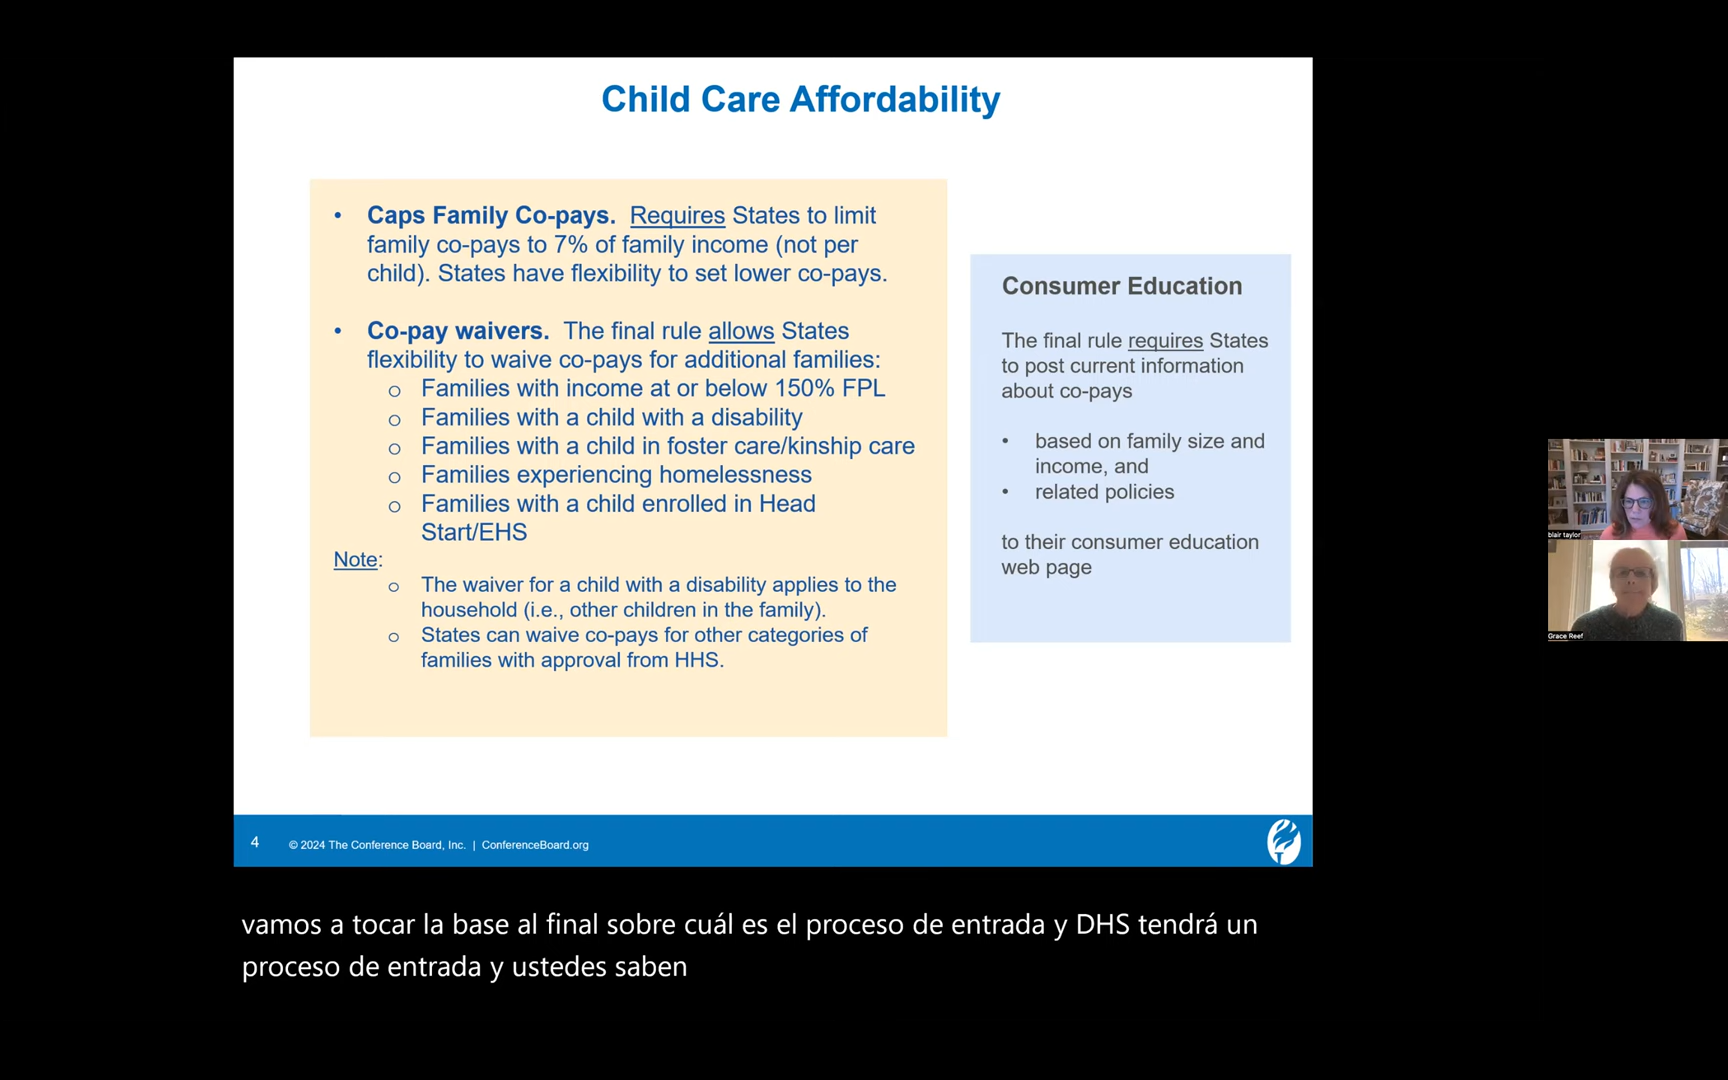 Child Care Affordability
• Caps Family Co-pays. Requires States to limit
family co-pays to 7% of family income (not per
child). States have flexibility to set lower co-pays.
• Co-pay waivers. The final rule allows States
flexibility to waive co-pays for additional families:
o Families with income at or below 150% FPL
o Families with a child with a disability
o Families with a child in foster care/kinship care
o Families experiencing homelessness
o Families with a child enrolled in Head
Start/EHS
Note:
o The waiver for a child with a disability applies to the
household (i.e., other children in the family).
o States can waive co-pays for other categories of
families with approval from HHS.
Consumer Education
The final rule requires States
to post current information
about co-pays
• based on family size and
income, and
• related policies
to their consumer education
web page
blair taylor
Grace Reef
4 © 2024 The Conference Board, Inc. | ConferenceBoard.org
vamos a tocar la base al final sobre cuál es el proceso de entrada y DHS tendrá un
proceso de entrada y ustedes saben